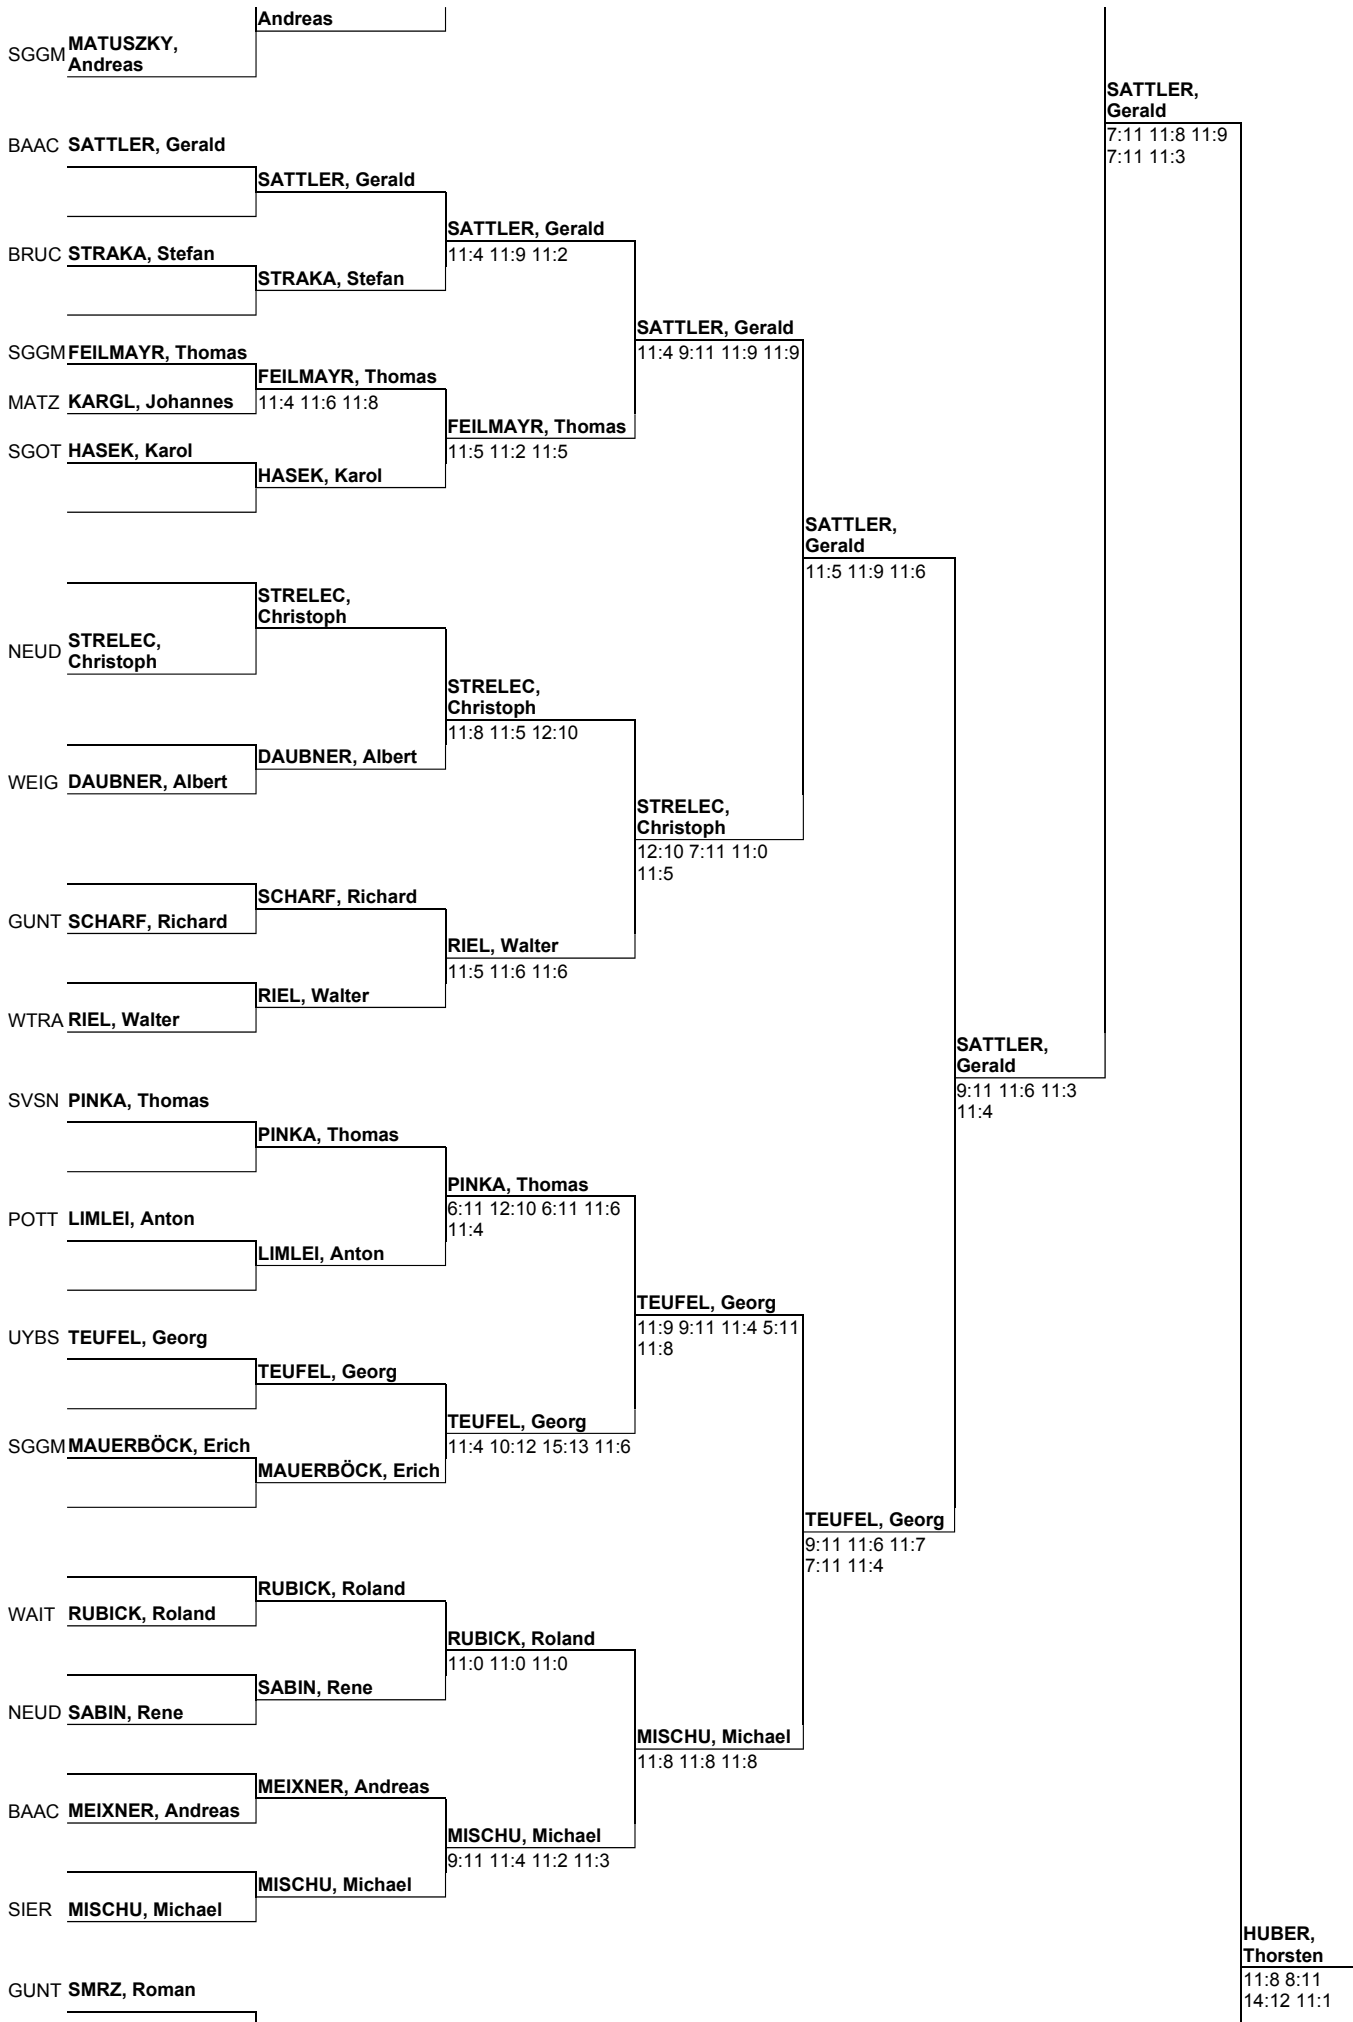 Andreas
SGGM MATUSZKY,
Andreas
SATTLER,
Gerald
7:11 11:8 11:9
7:11 11:3
BAAC SATTLER, Gerald
SATTLER, Gerald
SATTLER, Gerald
11:4 11:9 11:2
BRUC STRAKA, Stefan
STRAKA, Stefan
SATTLER, Gerald
11:4 9:11 11:9 11:9
SGGM FEILMAYR, Thomas
FEILMAYR, Thomas
11:4 11:6 11:8
MATZ KARGL, Johannes
FEILMAYR, Thomas
11:5 11:2 11:5
SGOT HASEK, Karol
HASEK, Karol
SATTLER,
Gerald
11:5 11:9 11:6
STRELEC,
Christoph
NEUD STRELEC,
Christoph
STRELEC,
Christoph
11:8 11:5 12:10
DAUBNER, Albert
WEIG DAUBNER, Albert
STRELEC,
Christoph
12:10 7:11 11:0
11:5
SCHARF, Richard
GUNT SCHARF, Richard
RIEL, Walter
11:5 11:6 11:6
RIEL, Walter
WTRA RIEL, Walter
SATTLER,
Gerald
9:11 11:6 11:3
11:4
SVSN PINKA, Thomas
PINKA, Thomas
PINKA, Thomas
6:11 12:10 6:11 11:6
11:4
POTT LIMLEI, Anton
LIMLEI, Anton
TEUFEL, Georg
11:9 9:11 11:4 5:11
11:8
UYBS TEUFEL, Georg
TEUFEL, Georg
TEUFEL, Georg
11:4 10:12 15:13 11:6
SGGM MAUERBÖCK, Erich
MAUERBÖCK, Erich
TEUFEL, Georg
9:11 11:6 11:7
7:11 11:4
RUBICK, Roland
WAIT RUBICK, Roland
RUBICK, Roland
11:0 11:0 11:0
SABIN, Rene
NEUD SABIN, Rene
MISCHU, Michael
11:8 11:8 11:8
MEIXNER, Andreas
BAAC MEIXNER, Andreas
MISCHU, Michael
9:11 11:4 11:2 11:3
MISCHU, Michael
SIER MISCHU, Michael
HUBER,
Thorsten
11:8 8:11
14:12 11:1
GUNT SMRZ, Roman